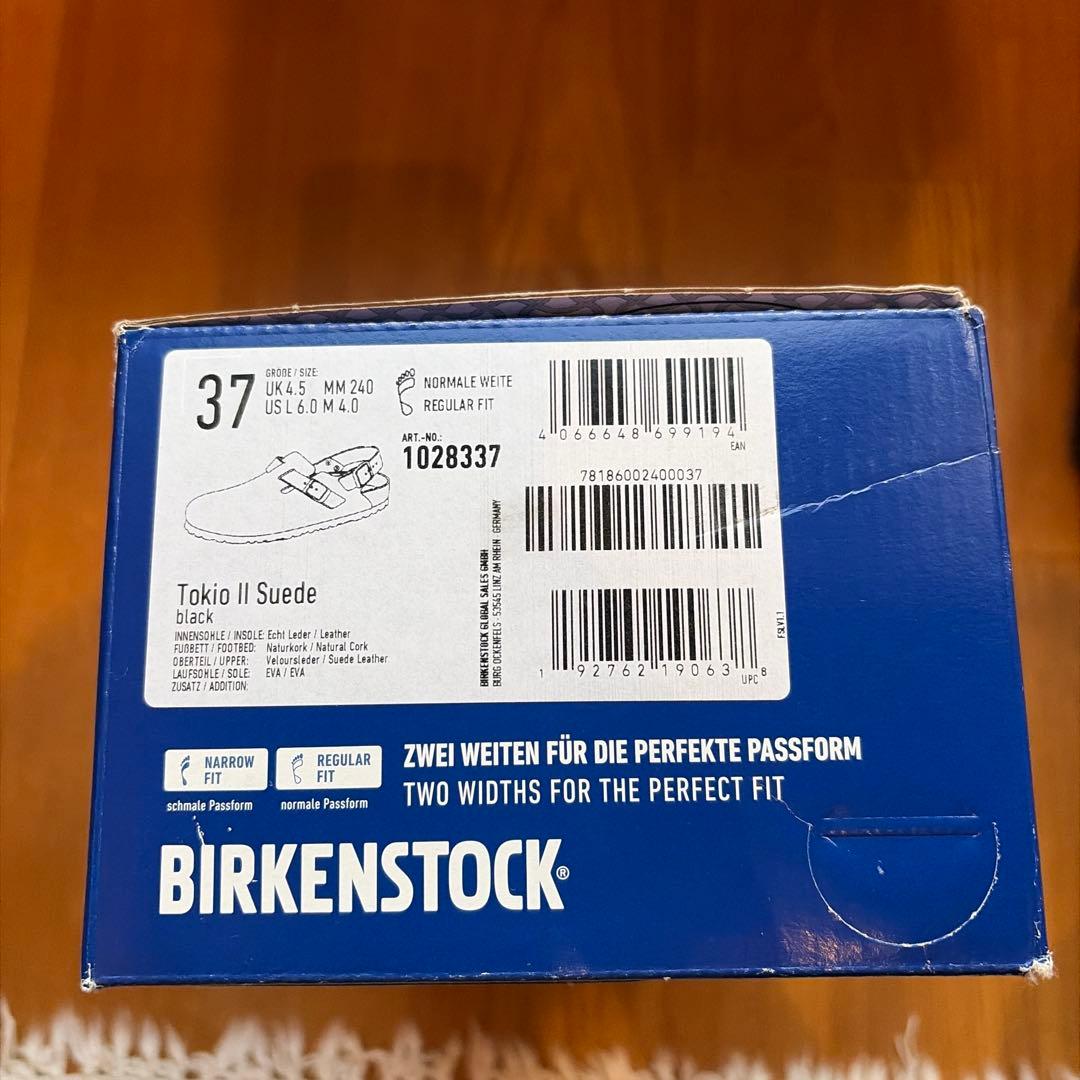 37
GRÖßE / SIZE:
UK 4.5 MM 240
US L 6.0 M 4.0
NORMALE WEITE
REGULAR FIT
ART.-NO.:
1028337
4 066648 699194
EAN
78186002400037
BIRKENSTOCK GLOBAL SALES GMBH
BURG OCKENFELS · 53545 LINZ AM RHEIN · GERMANY
Tokio II Suede
black
INNENSOHLE / INSOLE: Echt Leder / Leather
FUßBETT / FOOTBED: Naturkork / Natural Cork
OBERTEIL / UPPER: Veloursleder / Suede Leather
LAUFSOHLE / SOLE: EVA / EVA
ZUSATZ / ADDITION:
1 92762 19063 8
UPC
FSLV1.1
NARROW
FIT
schmale Passform
REGULAR
FIT
normale Passform
ZWEI WEITEN FÜR DIE PERFEKTE PASSFORM
TWO WIDTHS FOR THE PERFECT FIT
BIRKENSTOCK®